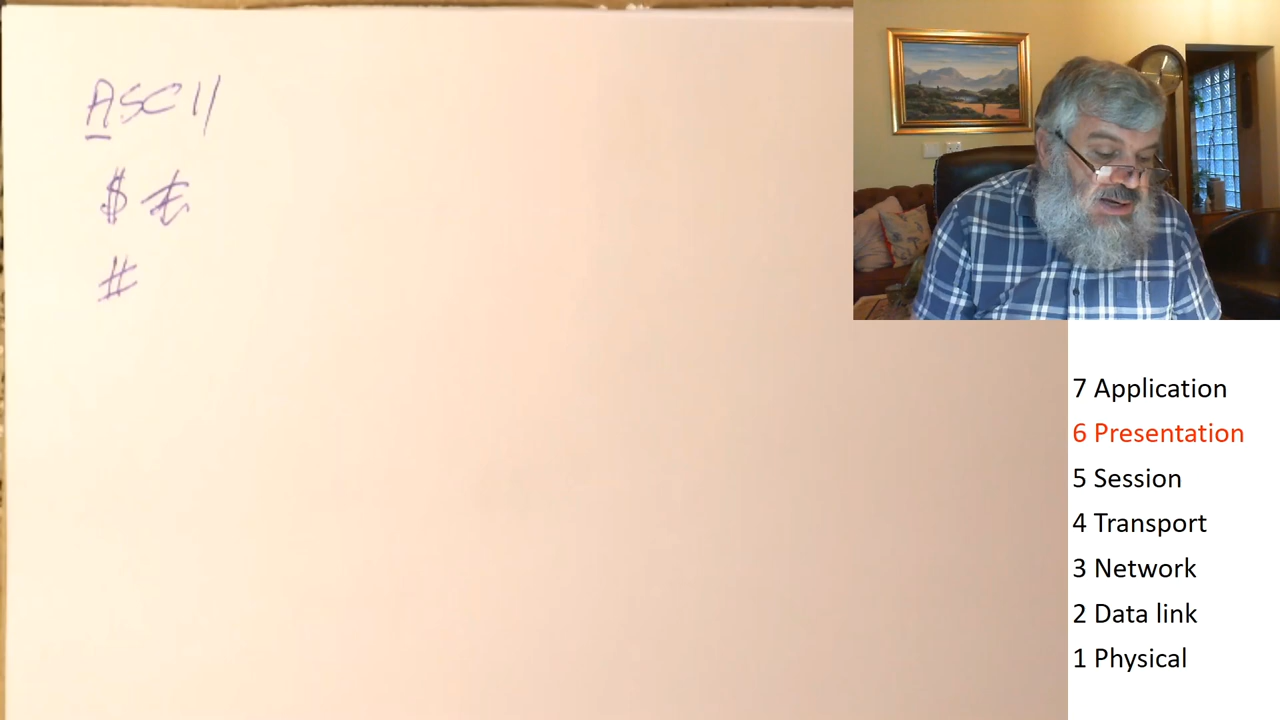 ASCII
$ £
#
7 Application
6 Presentation
5 Session
4 Transport
3 Network
2 Data link
1 Physical